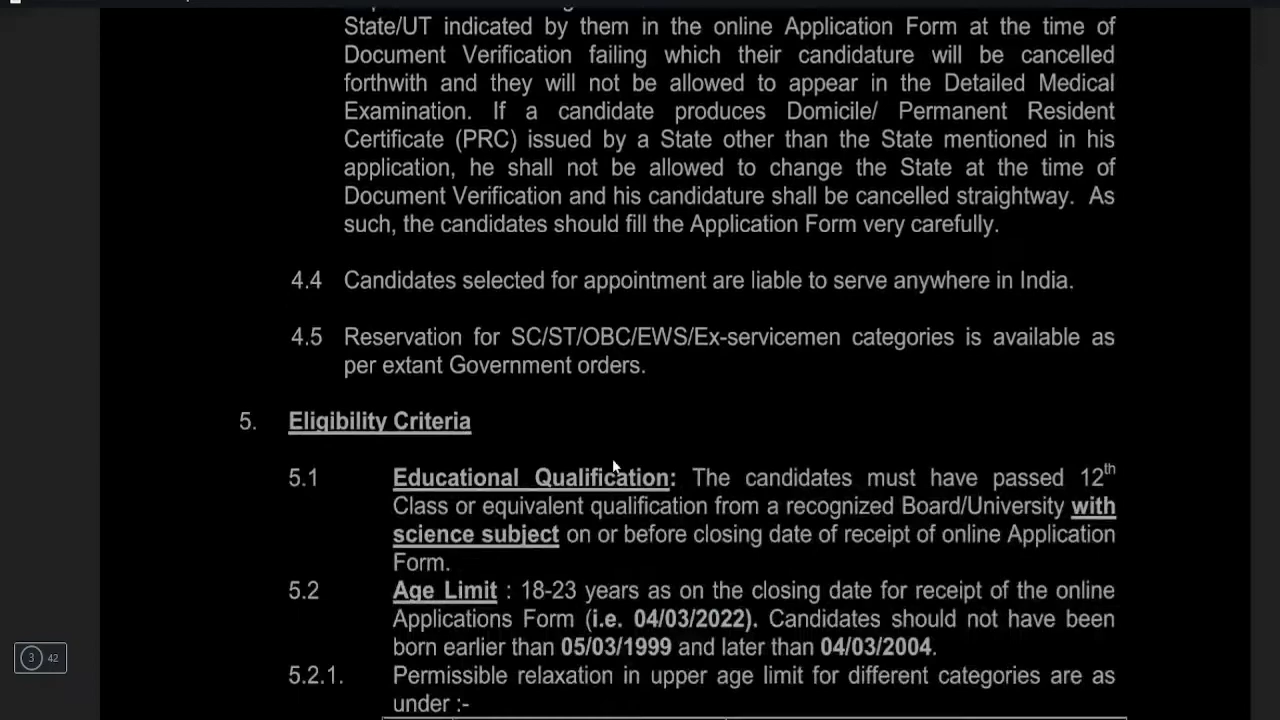 State/UT indicated by them in the online Application Form at the time of
Document Verification failing which their candidature will be cancelled
forthwith and they will not be allowed to appear in the Detailed Medical
Examination. If a candidate produces Domicile/ Permanent Resident
Certificate (PRC) issued by a State other than the State mentioned in his
application, he shall not be allowed to change the State at the time of
Document Verification and his candidature shall be cancelled straightway. As
such, the candidates should fill the Application Form very carefully.
4.4 Candidates selected for appointment are liable to serve anywhere in India.
4.5 Reservation for SC/ST/OBC/EWS/Ex-servicemen categories is available as
per extant Government orders.
5. Eligibility Criteria
5.1 Educational Qualification: The candidates must have passed 12th
Class or equivalent qualification from a recognized Board/University with
science subject on or before closing date of receipt of online Application
Form.
5.2 Age Limit : 18-23 years as on the closing date for receipt of the online
Applications Form (i.e. 04/03/2022). Candidates should not have been
born earlier than 05/03/1999 and later than 04/03/2004.
5.2.1. Permissible relaxation in upper age limit for different categories are as
under :-
3 42